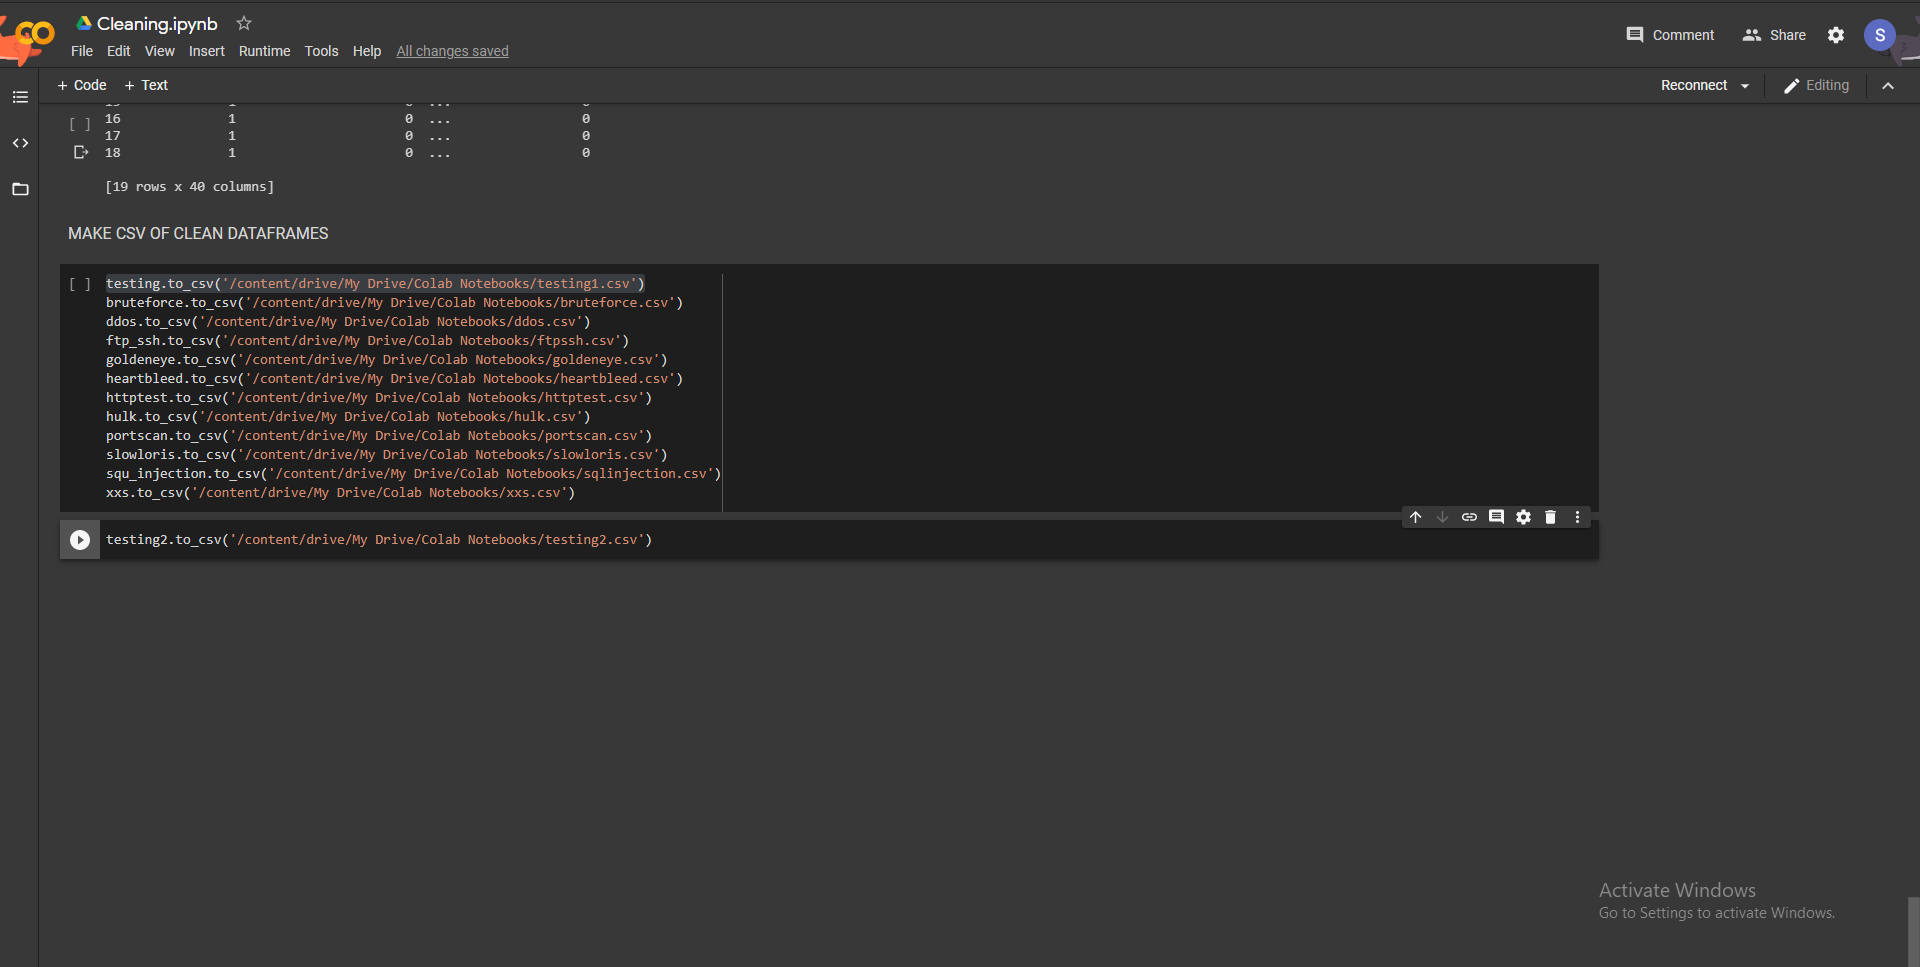 CO
Cleaning.ipynb
File Edit View Insert Runtime Tools Help All changes saved
Comment Share S
+ Code + Text
Reconnect Editing
[ ] 16 1 0 ... 0
17 1 0 ... 0
18 1 0 ... 0
[19 rows x 40 columns]
MAKE CSV OF CLEAN DATAFRAMES
[ ] testing.to_csv('/content/drive/My Drive/Colab Notebooks/testing1.csv')
bruteforce.to_csv('/content/drive/My Drive/Colab Notebooks/bruteforce.csv')
ddos.to_csv('/content/drive/My Drive/Colab Notebooks/ddos.csv')
ftp_ssh.to_csv('/content/drive/My Drive/Colab Notebooks/ftpssh.csv')
goldeneye.to_csv('/content/drive/My Drive/Colab Notebooks/goldeneye.csv')
heartbleed.to_csv('/content/drive/My Drive/Colab Notebooks/heartbleed.csv')
httptest.to_csv('/content/drive/My Drive/Colab Notebooks/httptest.csv')
hulk.to_csv('/content/drive/My Drive/Colab Notebooks/hulk.csv')
portscan.to_csv('/content/drive/My Drive/Colab Notebooks/portscan.csv')
slowloris.to_csv('/content/drive/My Drive/Colab Notebooks/slowloris.csv')
squ_injection.to_csv('/content/drive/My Drive/Colab Notebooks/sqlinjection.csv')
xxs.to_csv('/content/drive/My Drive/Colab Notebooks/xxs.csv')
testing2.to_csv('/content/drive/My Drive/Colab Notebooks/testing2.csv')
Activate Windows
Go to Settings to activate Windows.